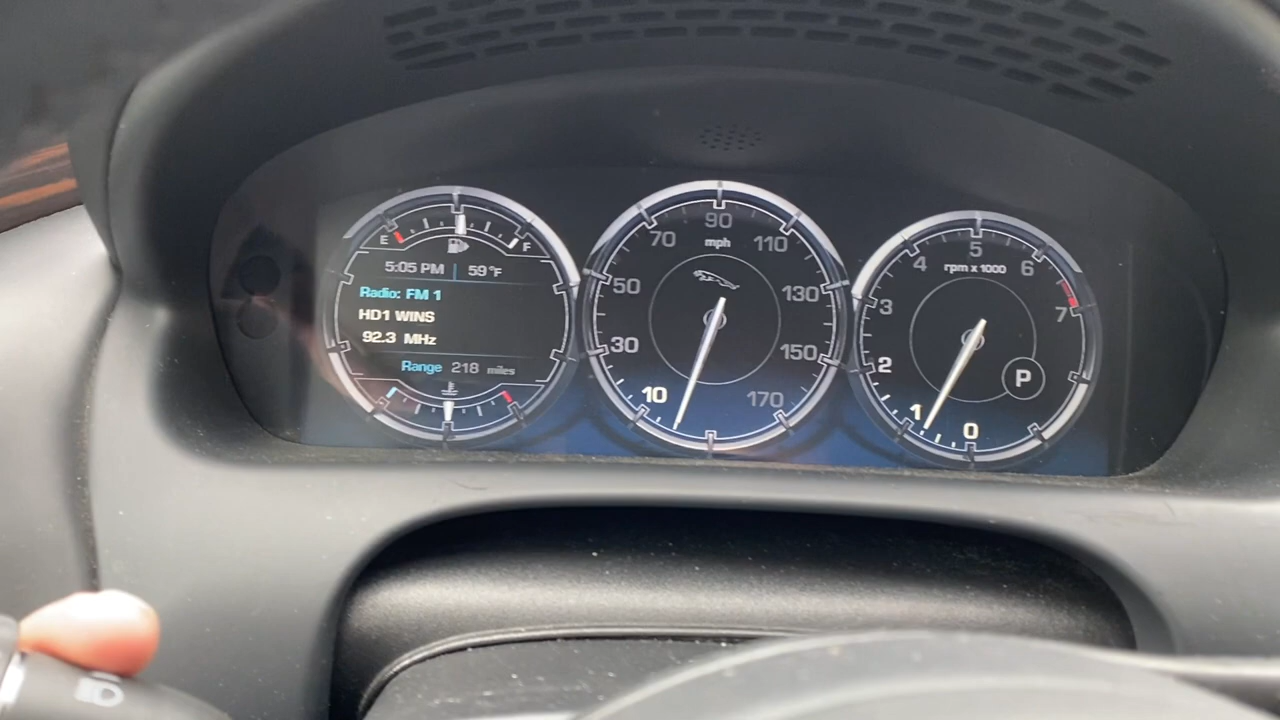 E F
5:05 PM 59°F
Radio: FM 1
HD1 WINS
92.3 MHz
Range 218 miles
90
70 110
mph
50 130
30 150
10 170
5
4 6
rpm x 1000
3 7
2
P
1
0